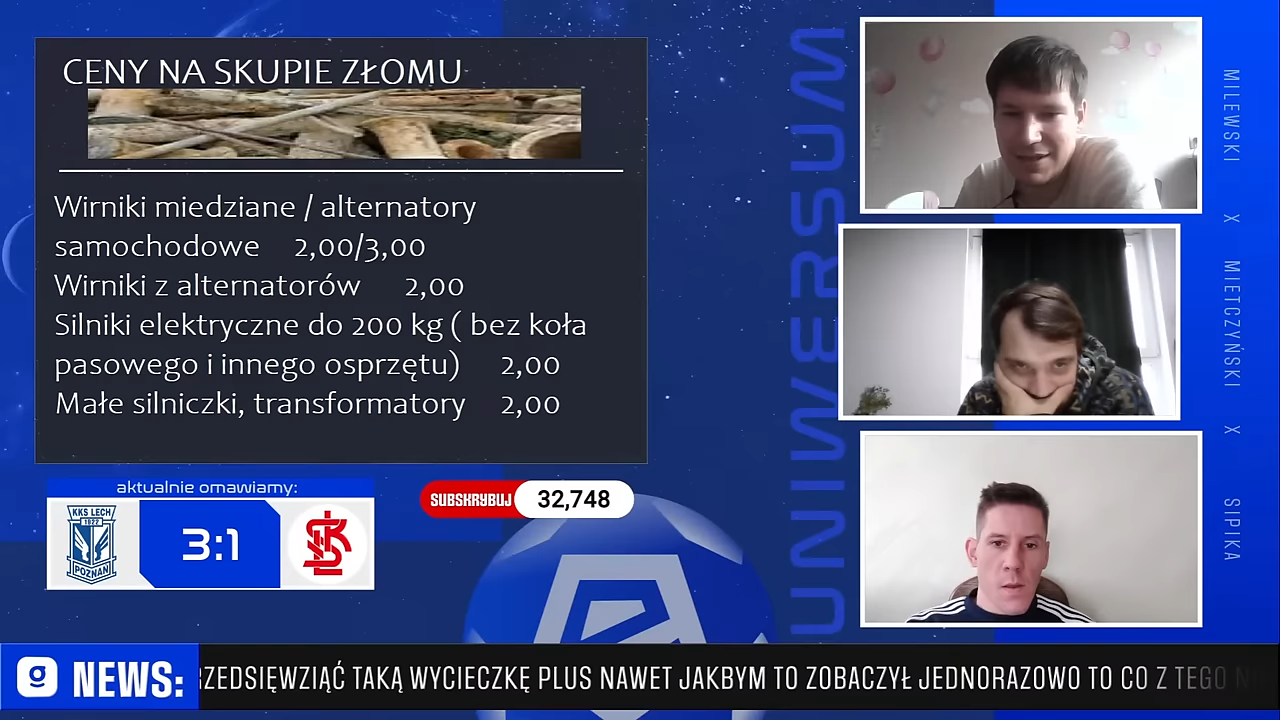 CENY NA SKUPIE ZŁOMU
Wirniki miedziane / alternatory
samochodowe 2,00/3,00
Wirniki z alternatorów 2,00
Silniki elektryczne do 200 kg ( bez koła
pasowego i innego osprzętu) 2,00
Małe silniczki, transformatory 2,00
aktualnie omawiamy:
KKS LECH
1922
POZNAŃ
3:1
ŁKS
SUBSKRYBUJ 32,748
UNIWERSUM
MILEWSKI X MIETCZYŃSKI X SIPIKA
g NEWS:
RZEDSIĘWZIĄĆ TAKĄ WYCIECZKĘ PLUS NAWET JAKBYM TO ZOBACZYŁ JEDNORAZOWO TO CO Z TEGO N